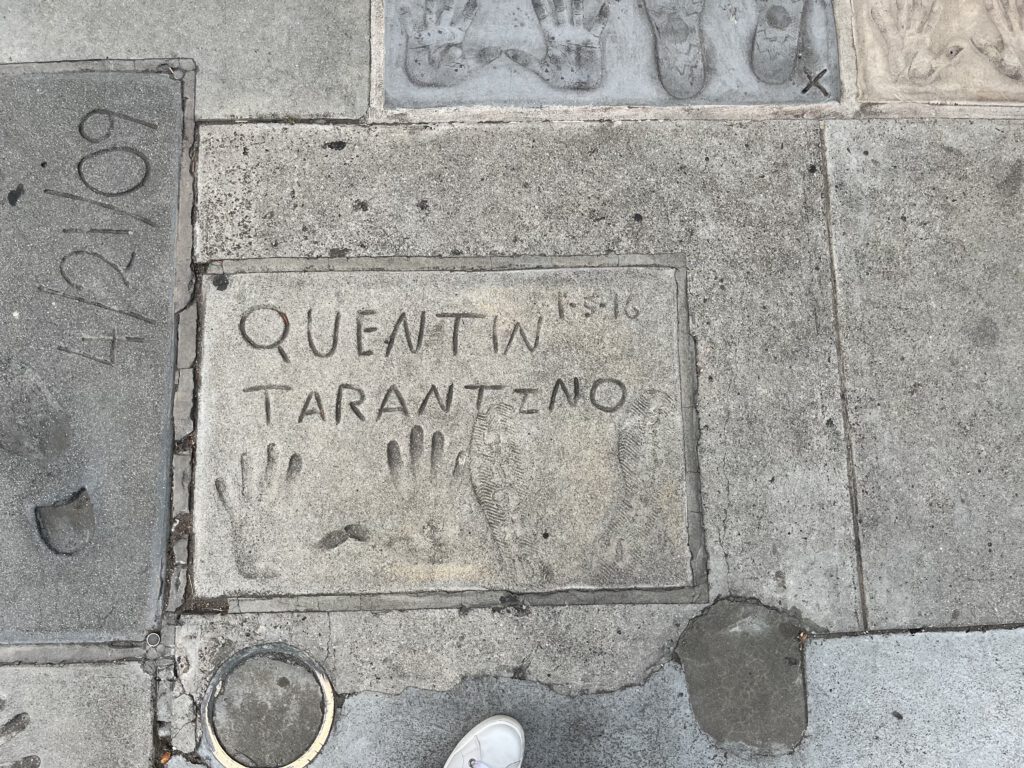 4/21/09
QUENTIN 1-5-16
TARANTINO
X